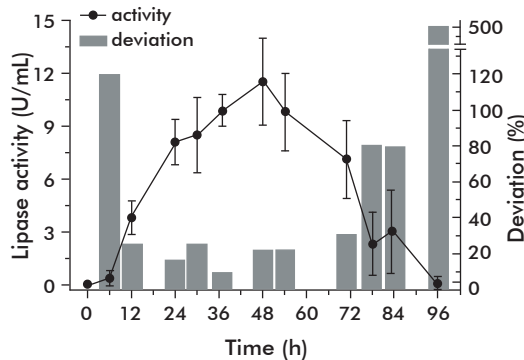 activity
deviation
Lipase activity (U/mL)
15
12
9
6
3
0
500
120
100
80
60
40
20
0
Deviation (%)
0 12 24 36 48 60 72 84 96
Time (h)